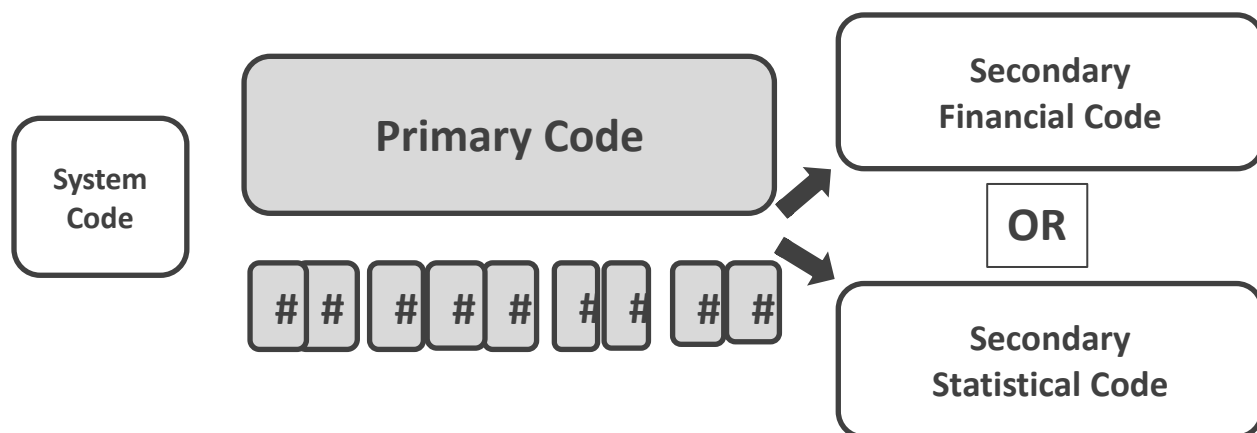 System
Code
Primary Code
# # # # # # # # #
Secondary
Financial Code
OR
Secondary
Statistical Code